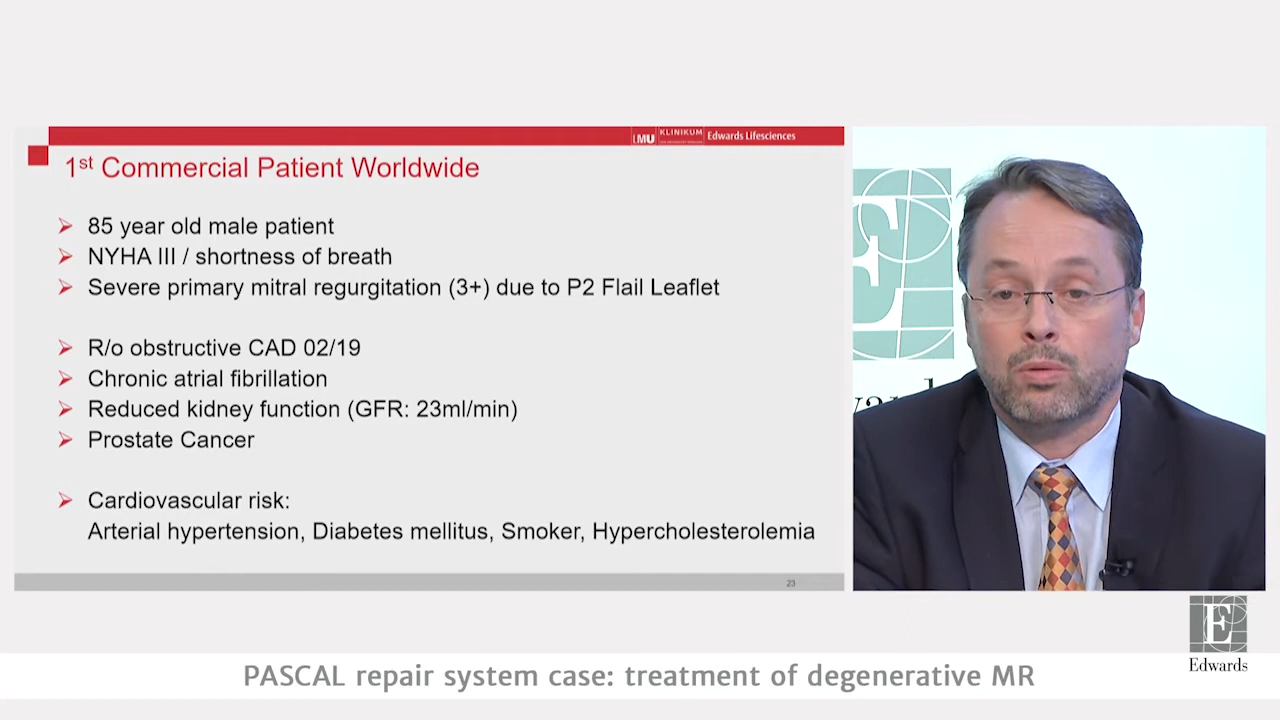 LMU KLINIKUM Edwards Lifesciences
1st Commercial Patient Worldwide
85 year old male patient
NYHA III / shortness of breath
Severe primary mitral regurgitation (3+) due to P2 Flail Leaflet
R/o obstructive CAD 02/19
Chronic atrial fibrillation
Reduced kidney function (GFR: 23ml/min)
Prostate Cancer
Cardiovascular risk:
Arterial hypertension, Diabetes mellitus, Smoker, Hypercholesterolemia
23
E
E
Edwards
PASCAL repair system case: treatment of degenerative MR